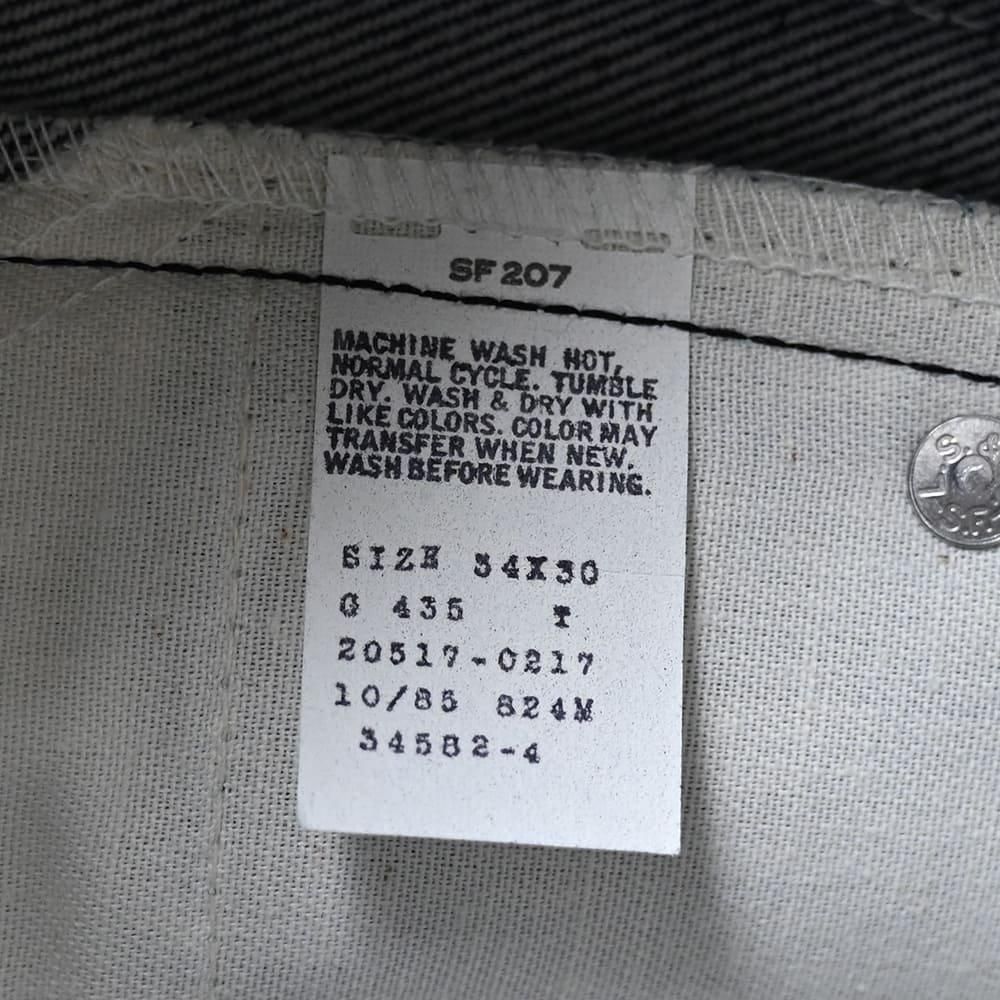 SF 207
MACHINE WASH HOT,
NORMAL CYCLE. TUMBLE
DRY. WASH & DRY WITH
LIKE COLORS. COLOR MAY
TRANSFER WHEN NEW.
WASH BEFORE WEARING.
SIZE 34X30
G 435 T
20517-0217
10/85 824M
34582-4
L S &